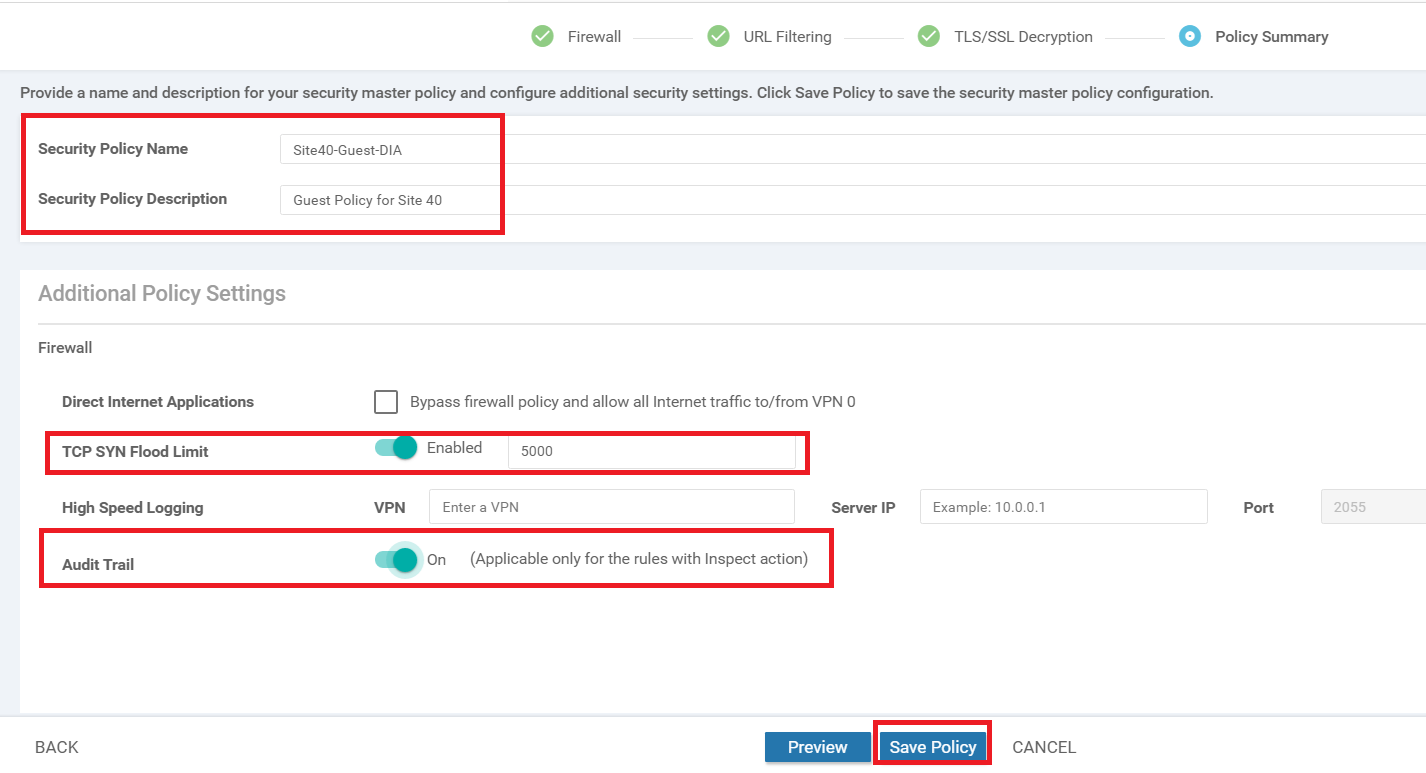 Firewall URL Filtering TLS/SSL Decryption Policy Summary
Provide a name and description for your security master policy and configure additional security settings. Click Save Policy to save the security master policy configuration.
Security Policy Name Site40-Guest-DIA
Security Policy Description Guest Policy for Site 40
Additional Policy Settings
Firewall
Direct Internet Applications Bypass firewall policy and allow all Internet traffic to/from VPN 0
TCP SYN Flood Limit Enabled 5000
High Speed Logging VPN Enter a VPN Server IP Example: 10.0.0.1 Port 2055
Audit Trail On (Applicable only for the rules with Inspect action)
BACK Preview Save Policy CANCEL